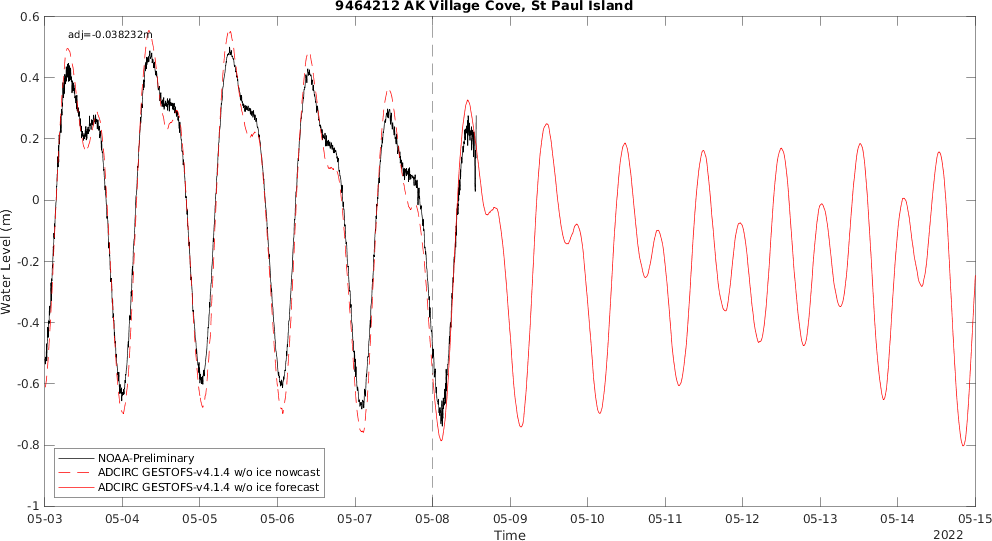 9464212 AK Village Cove, St Paul Island
adj=-0.038232m
0.6
0.4
0.2
0
-0.2
-0.4
-0.6
-0.8
-1
Water Level (m)
NOAA-Preliminary
ADCIRC GESTOFS-v4.1.4 w/o ice nowcast
ADCIRC GESTOFS-v4.1.4 w/o ice forecast
05-03 05-04 05-05 05-06 05-07 05-08 05-09 05-10 05-11 05-12 05-13 05-14 05-15
Time
2022